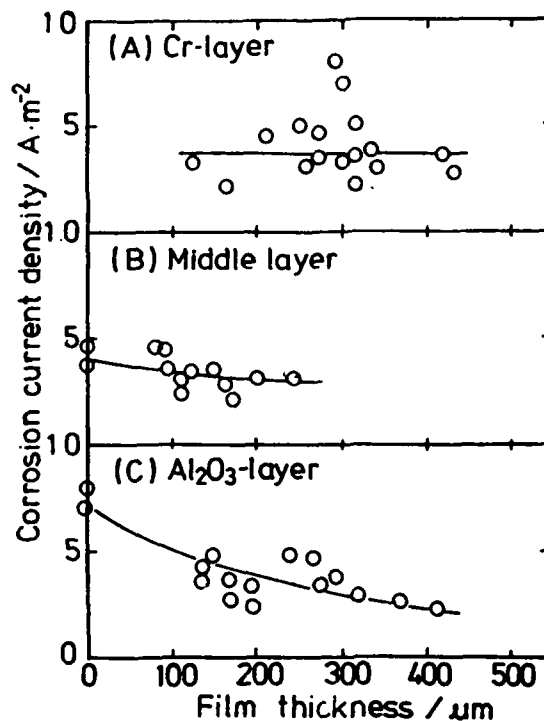 Corrosion current density / A·m⁻²
10
(A) Cr-layer
5
1.0
(B) Middle layer
5
10
(C) Al₂O₃-layer
5
0
0 100 200 300 400 500
Film thickness / μm